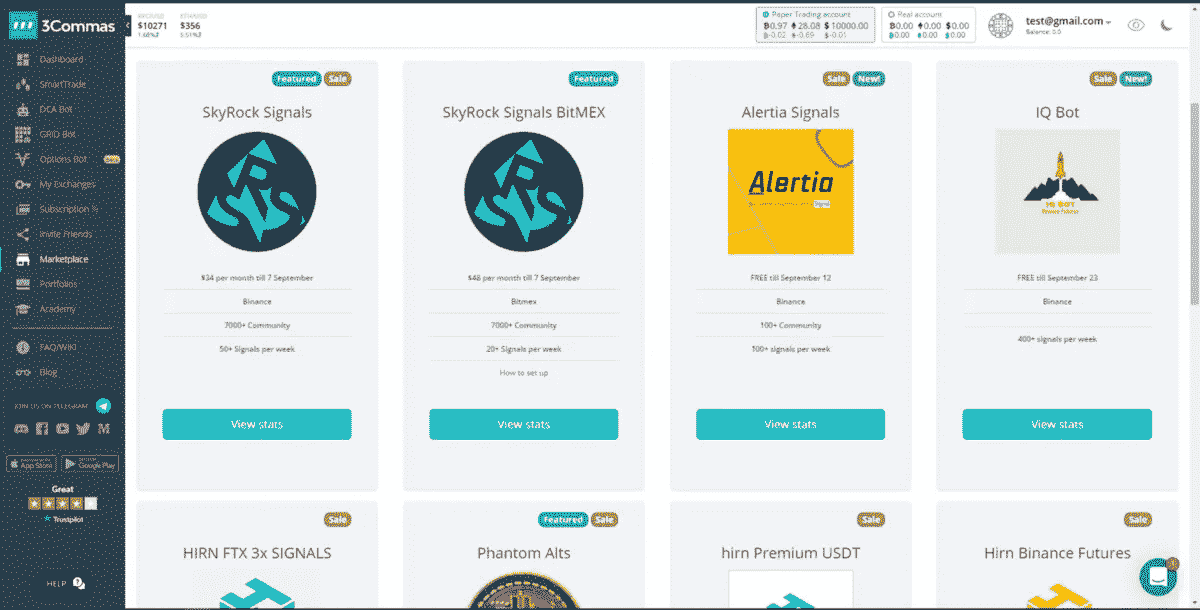 3Commas
$10271
1.68%
$356
5.51%
Paper Trading account
฿0.97 28.08 $10000.00
฿-0.02 -0.69 $-0.01
Real account
฿0.00 0.00 $0.00
฿0.00 0.00 $0.00
test@gmail.com
Balance: 0.0
Dashboard
SmartTrade
DCA Bot
GRID Bot
Options Bot
My Exchanges
Subscription
Invite Friends
Marketplace
Portfolios
Academy
FAQ/WIKI
Blog
JOIN US ON TELEGRAM
App Store
Google Play
Great
Trustpilot
HELP
Featured Sale
SkyRock Signals
$34 per month till 7 September
Binance
7000+ Community
50+ Signals per week
View stats
Featured
SkyRock Signals BitMEX
$48 per month till 7 September
Bitmex
7000+ Community
20+ Signals per week
How to set up
View stats
Sale New!
Alertia Signals
Alertia
Signals
FREE till September 12
Binance
100+ Community
100+ signals per week
View stats
Sale New!
IQ Bot
IQ BOT
Binance Futures
FREE till September 23
Binance
400+ signals per week
View stats
Sale
HIRN FTX 3x SIGNALS
Featured Sale
Phantom Alts
Sale
hirn Premium USDT
Sale
Hirn Binance Futures